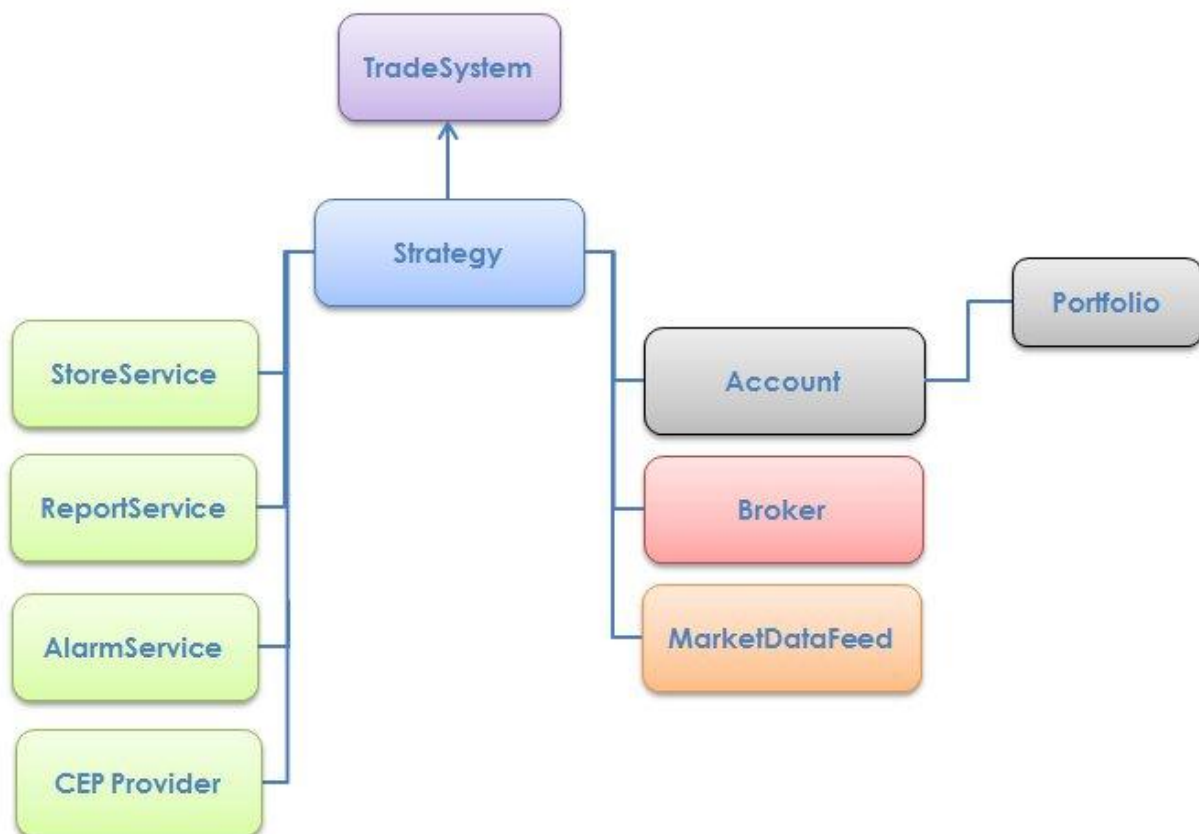 TradeSystem
Strategy
Portfolio
StoreService
Account
ReportService
Broker
AlarmService
MarketDataFeed
CEP Provider